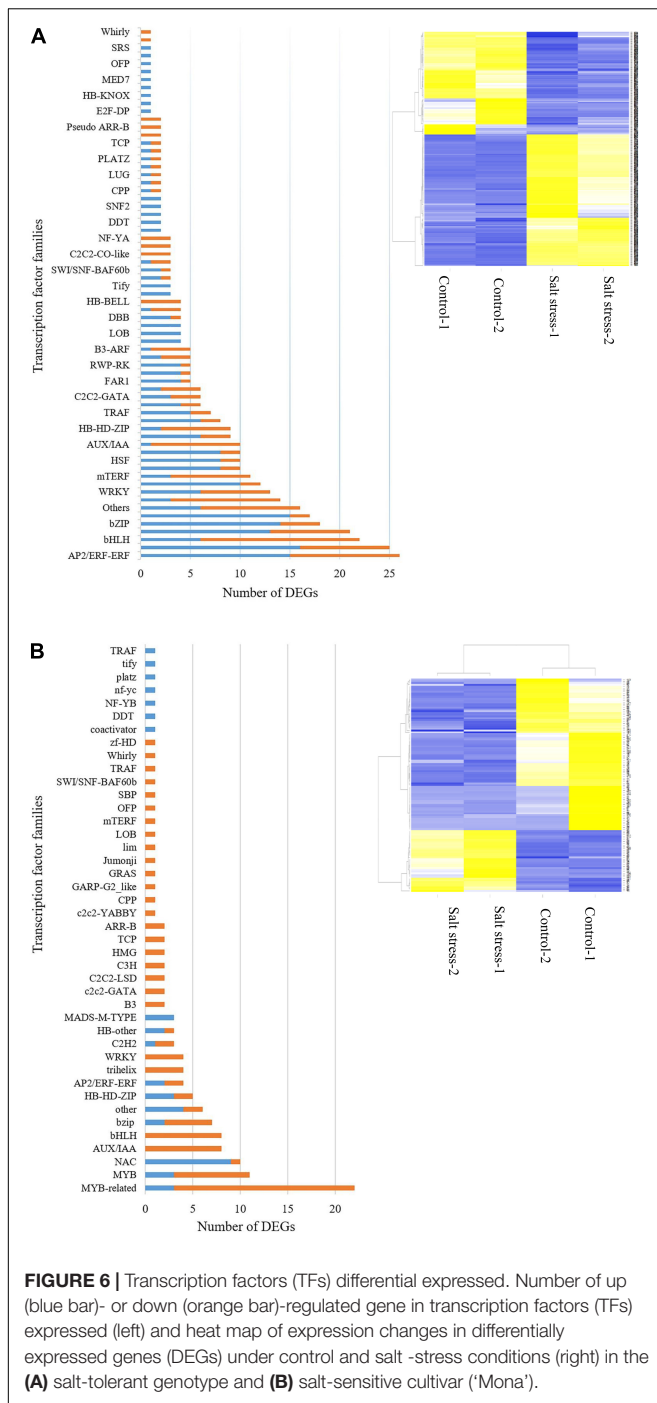 A
Transcription factor families
Whirly
SRS
OFP
MED7
HB-KNOX
E2F-DP
Pseudo ARR-B
TCP
PLATZ
LUG
CPP
SNF2
DDT
NF-YA
C2C2-CO-like
SWI/SNF-BAF60b
Tify
HB-BELL
DBB
LOB
B3-ARF
RWP-RK
FAR1
C2C2-GATA
TRAF
HB-HD-ZIP
AUX/IAA
HSF
mTERF
WRKY
Others
bZIP
bHLH
AP2/ERF-ERF
0 5 10 15 20 25
Number of DEGs
Control-1
Control-2
Salt stress-1
Salt stress-2
B
Transcription factor families
TRAF
tify
platz
nf-yc
NF-YB
DDT
coactivator
zf-HD
Whirly
TRAF
SWI/SNF-BAF60b
SBP
OFP
mTERF
LOB
lim
Jumonji
GRAS
GARP-G2_like
CPP
c2c2-YABBY
ARR-B
TCP
HMG
C3H
C2C2-LSD
c2c2-GATA
B3
MADS-M-TYPE
HB-other
C2H2
WRKY
trihelix
AP2/ERF-ERF
HB-HD-ZIP
other
bzip
bHLH
AUX/IAA
NAC
MYB
MYB-related
0 5 10 15 20
Number of DEGs
Salt stress-2
Salt stress-1
Control-2
Control-1
FIGURE 6 | Transcription factors (TFs) differential expressed. Number of up
(blue bar)- or down (orange bar)-regulated gene in transcription factors (TFs)
expressed (left) and heat map of expression changes in differentially
expressed genes (DEGs) under control and salt -stress conditions (right) in the
(A) salt-tolerant genotype and (B) salt-sensitive cultivar (‘Mona’).